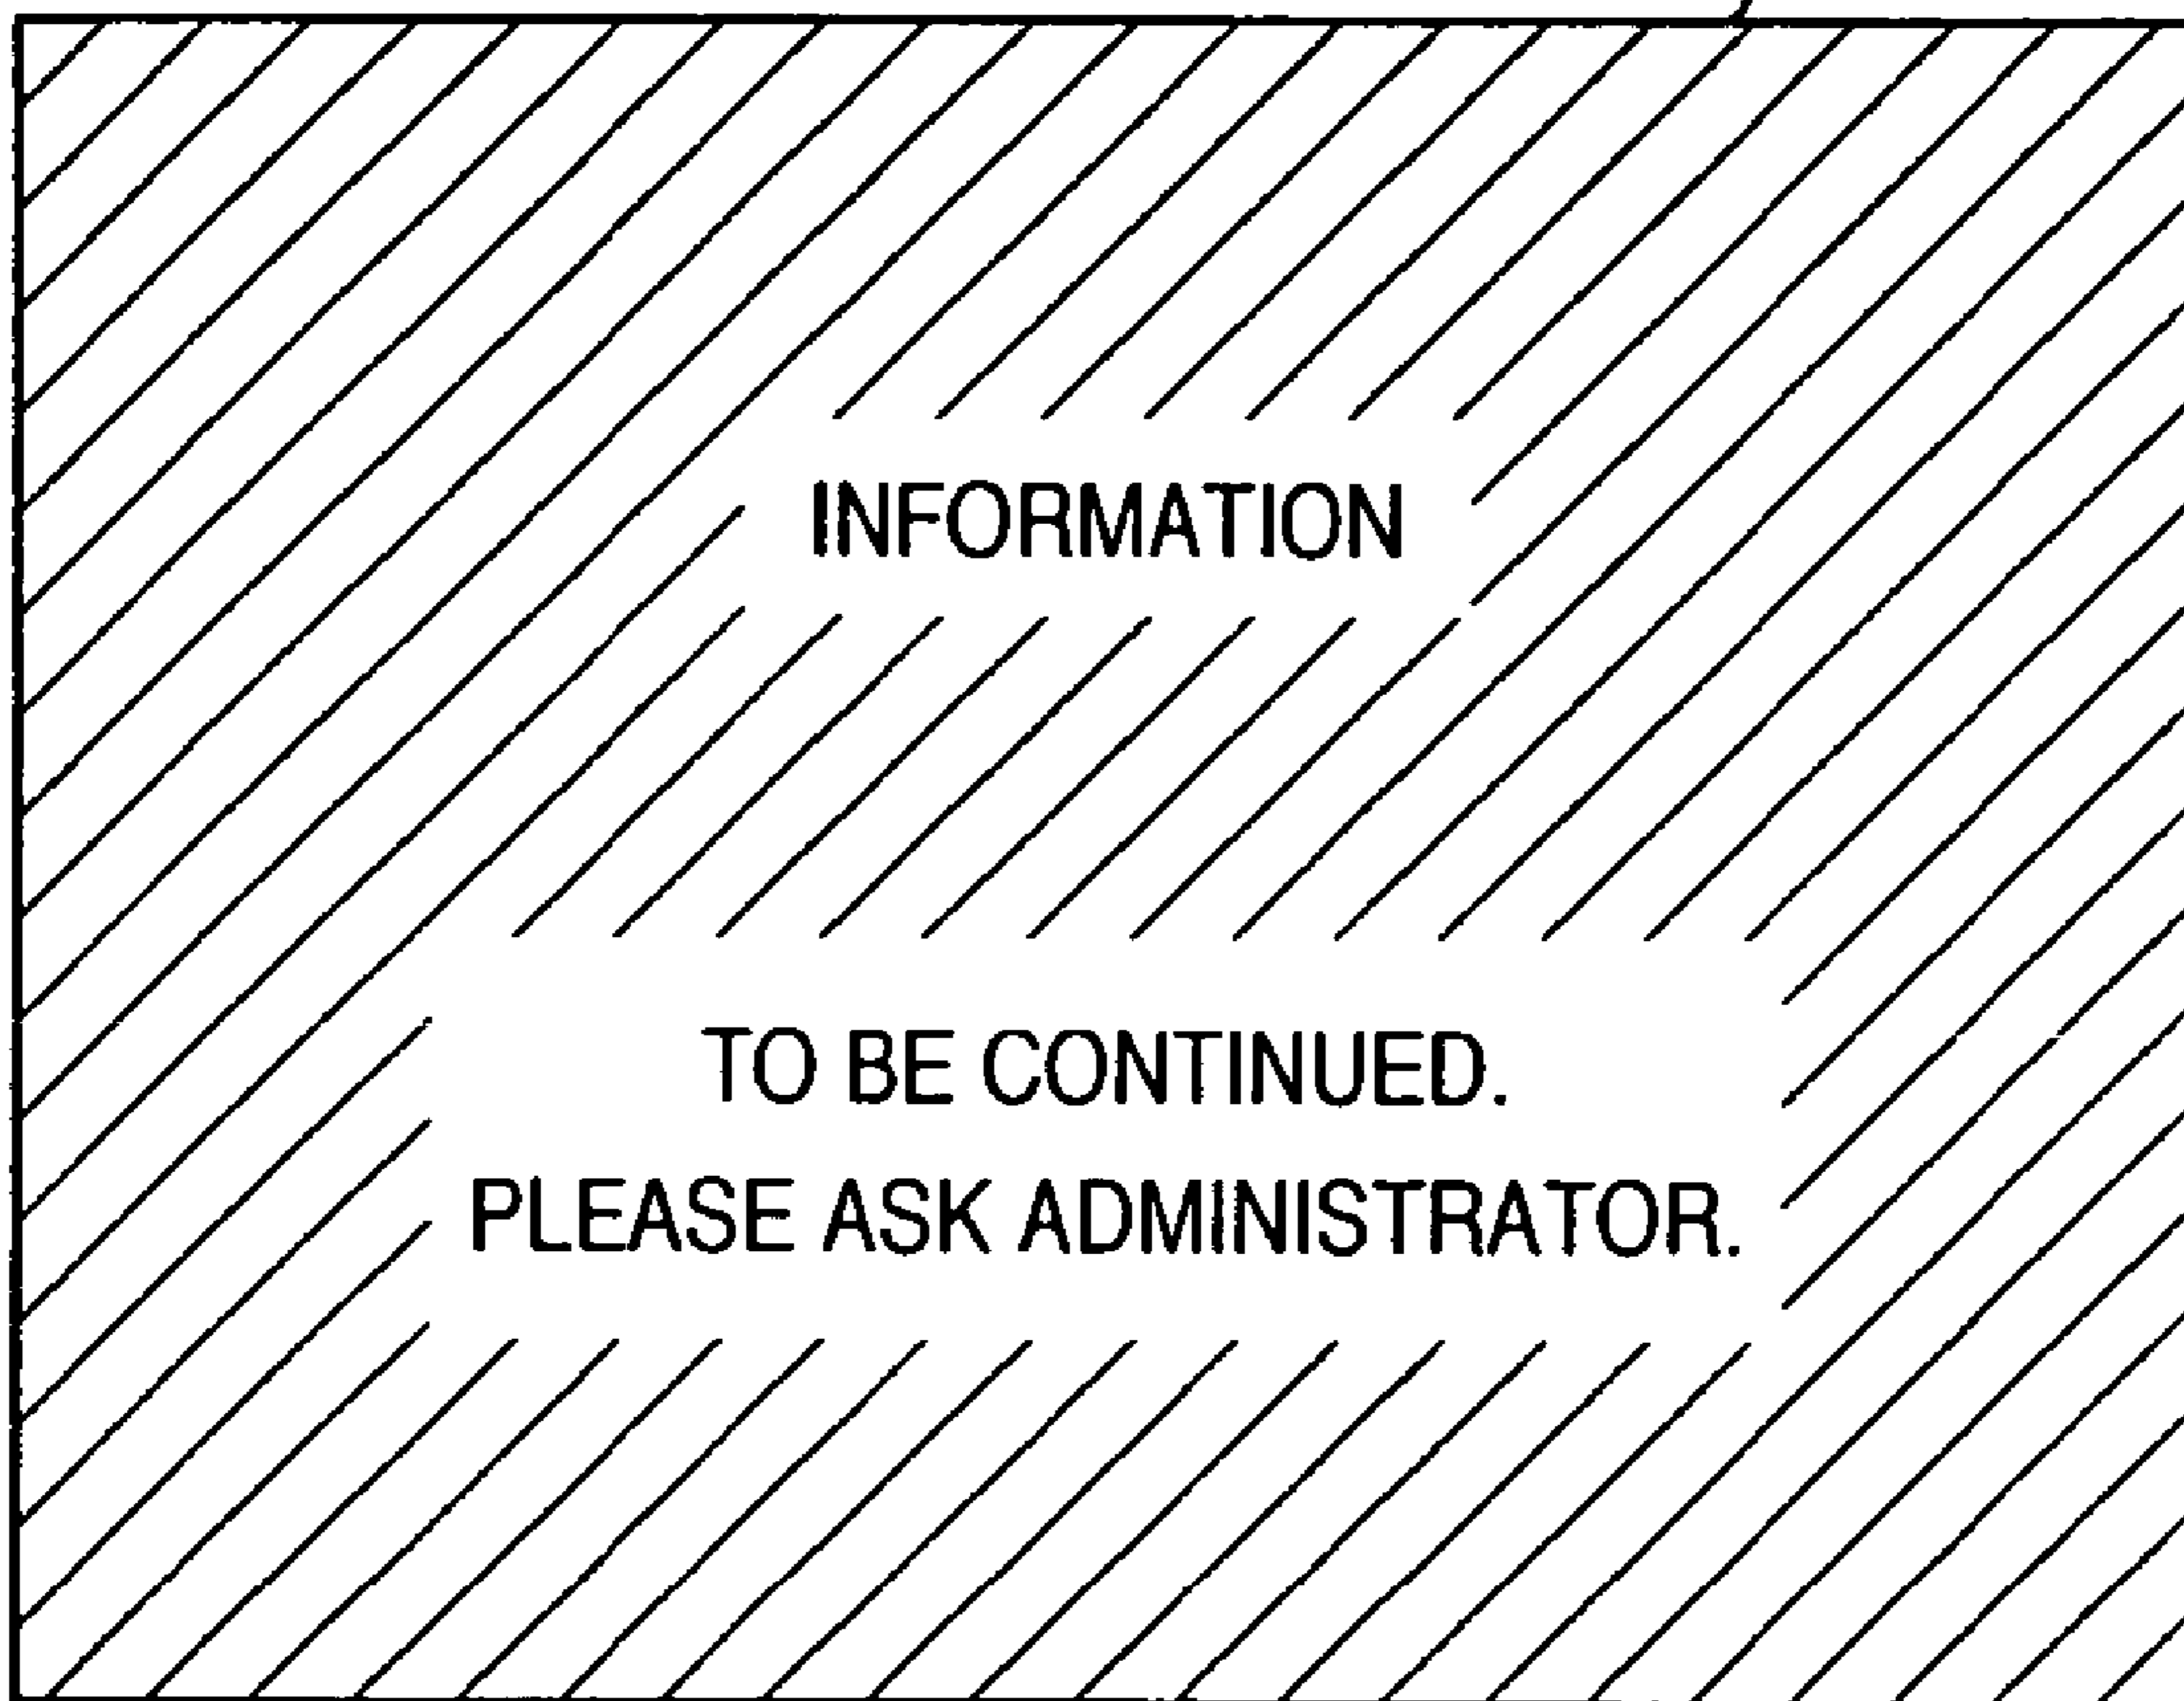 INFORMATION
TO BE CONTINUED.
PLEASE ASK ADMINISTRATOR.